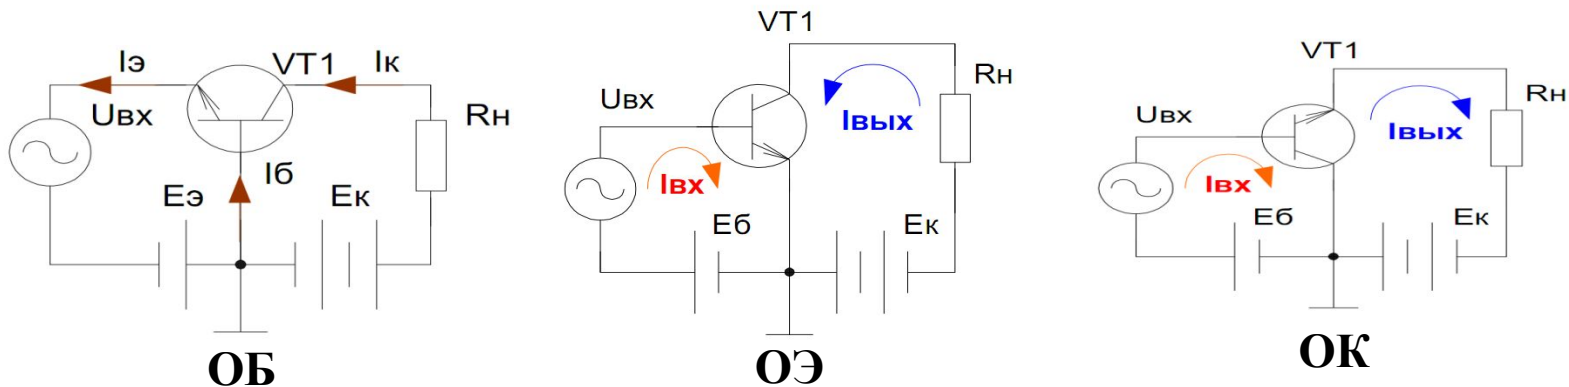 Iэ
VT1
Iк
Uвх
Rн
Iб
Eэ
Eк
ОБ
VT1
Uвх
Rн
Iвых
Iвх
Eб
Eк
ОЭ
VT1
Uвх
Rн
Iвых
Iвх
Eб
Eк
ОК